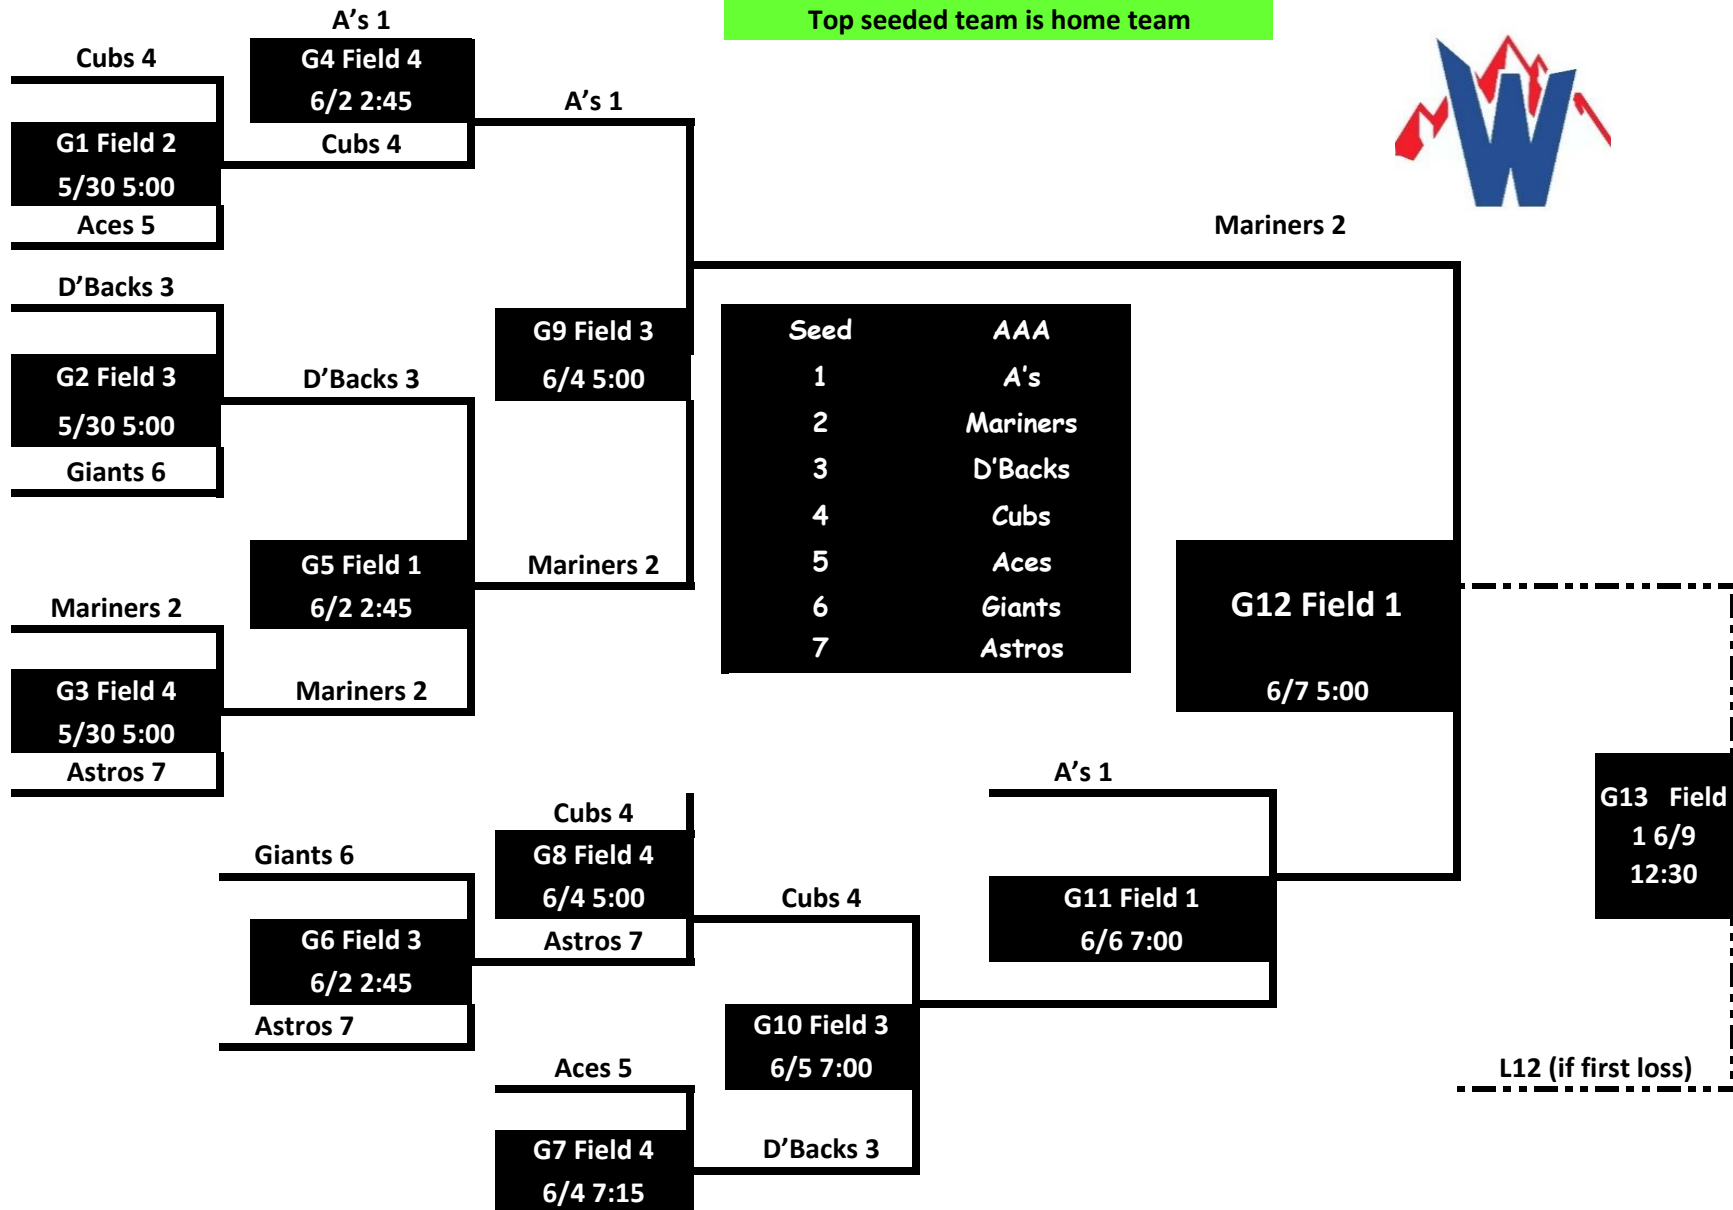 Top seeded team is home team
A's 1
Cubs 4
G4 Field 4
6/2 2:45
A's 1
G1 Field 2
5/30 5:00
Cubs 4
Aces 5
Mariners 2
D'Backs 3
G2 Field 3
5/30 5:00
D'Backs 3
G9 Field 3
6/4 5:00
Giants 6
Seed AAA
1 A's
2 Mariners
3 D'Backs
4 Cubs
5 Aces
6 Giants
7 Astros
G5 Field 1
6/2 2:45
Mariners 2
G12 Field 1
6/7 5:00
Mariners 2
G3 Field 4
5/30 5:00
Mariners 2
Astros 7
A's 1
G13 Field
1 6/9
12:30
Cubs 4
G8 Field 4
6/4 5:00
Giants 6
Cubs 4
G11 Field 1
6/6 7:00
G6 Field 3
6/2 2:45
Astros 7
Astros 7
G10 Field 3
6/5 7:00
Aces 5
L12 (if first loss)
G7 Field 4
6/4 7:15
D'Backs 3
W